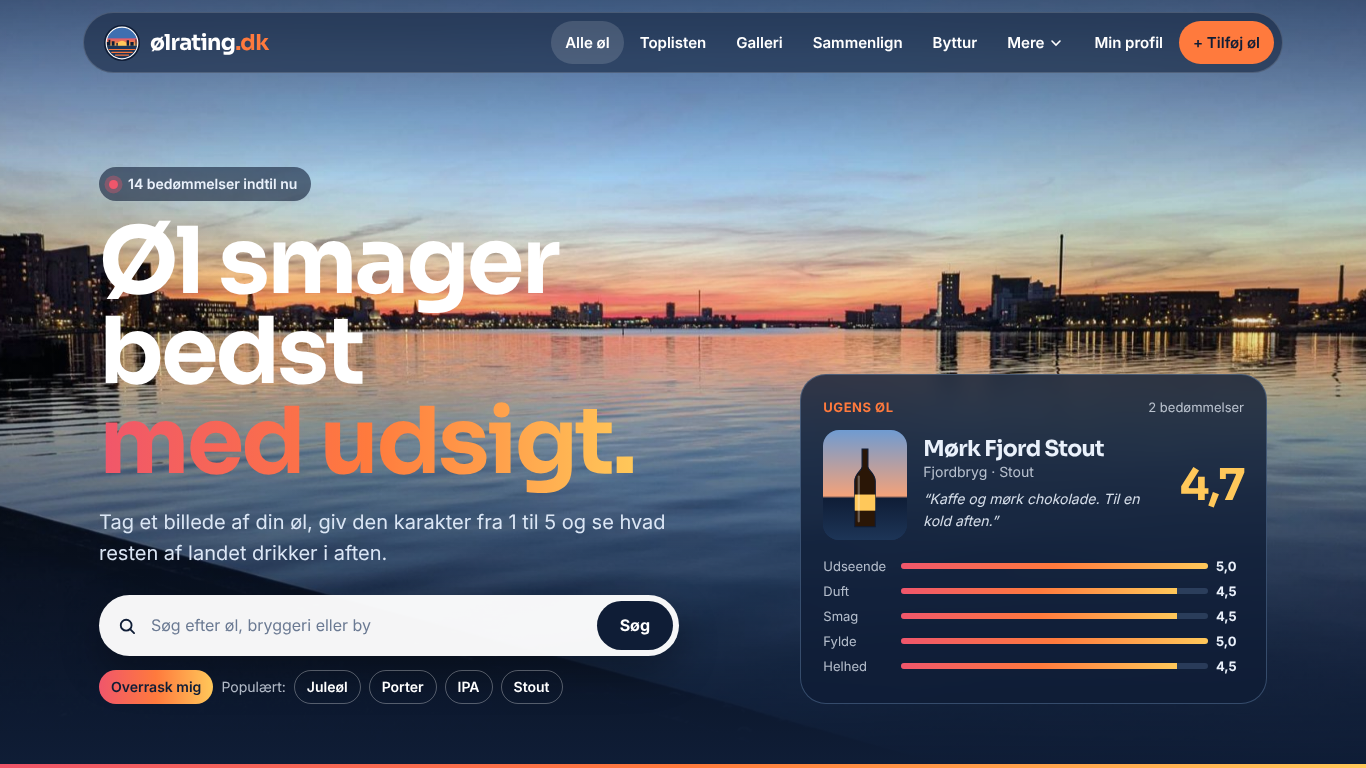 ølrating.dk
Alle øl
Toplisten
Galleri
Sammenlign
Byttur
Mere
Min profil
+ Tilføj øl
14 bedømmelser indtil nu
Øl smager
bedst
med udsigt.
Tag et billede af din øl, giv den karakter fra 1 til 5 og se hvad
resten af landet drikker i aften.
Søg efter øl, bryggeri eller by
Søg
Overrask mig
Populært:
Juleøl
Porter
IPA
Stout
UGENS ØL
2 bedømmelser
Mørk Fjord Stout
Fjordbryg · Stout
“Kaffe og mørk chokolade. Til en
kold aften.”
4,7
Udseende 5,0
Duft 4,5
Smag 4,5
Fylde 5,0
Helhed 4,5